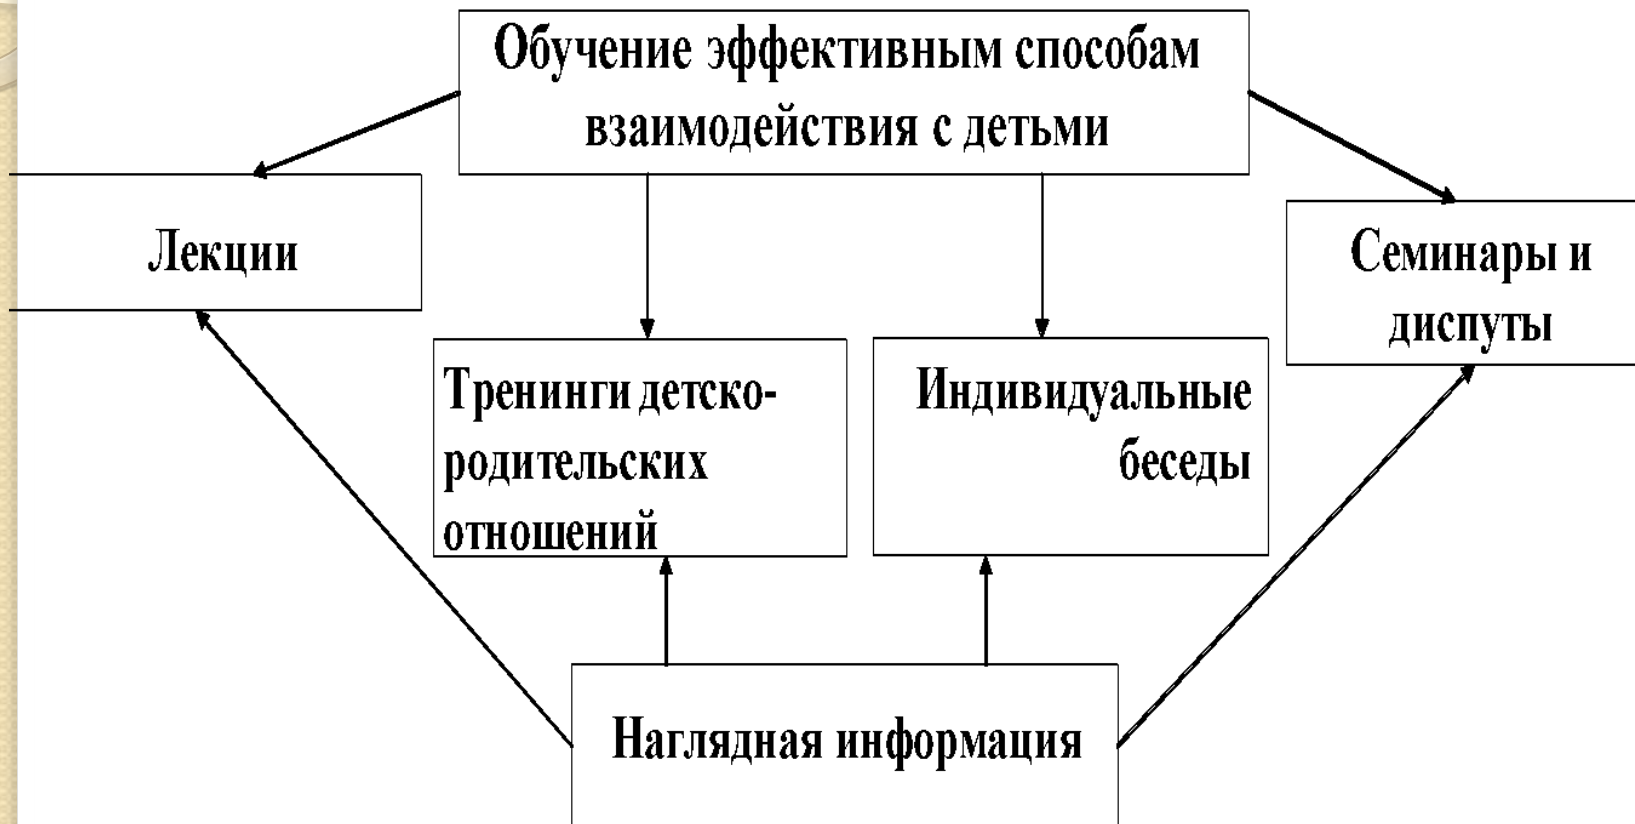 Обучение эффективным способам
взаимодействия с детьми
Лекции
Семинары и
диспуты
Тренинги детско-
родительских
отношений
Индивидуальные
беседы
Наглядная информация